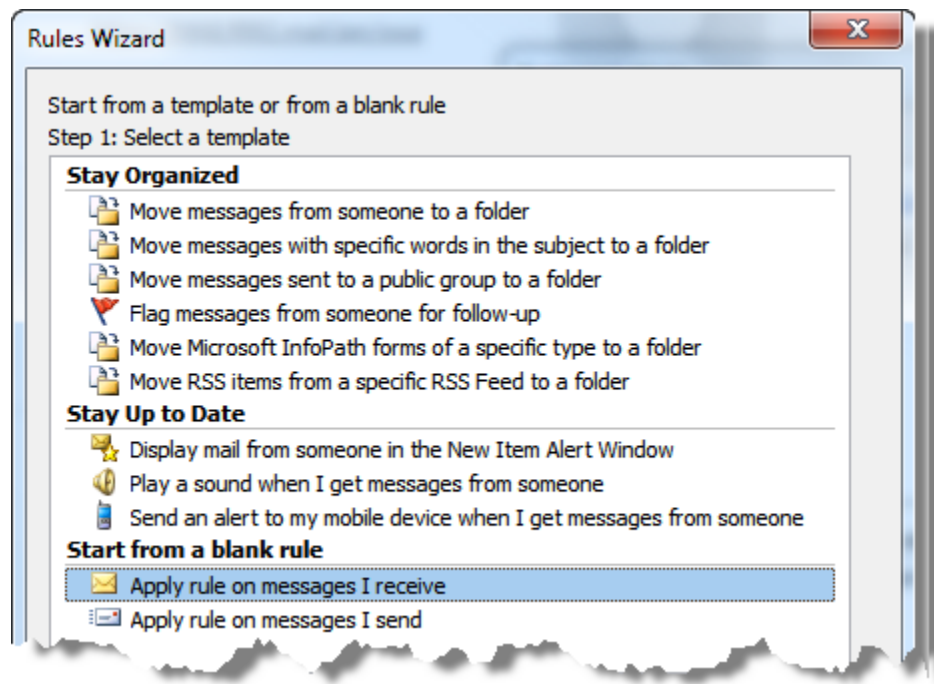 Rules Wizard
Start from a template or from a blank rule
Step 1: Select a template
Stay Organized
Move messages from someone to a folder
Move messages with specific words in the subject to a folder
Move messages sent to a public group to a folder
Flag messages from someone for follow-up
Move Microsoft InfoPath forms of a specific type to a folder
Move RSS items from a specific RSS Feed to a folder
Stay Up to Date
Display mail from someone in the New Item Alert Window
Play a sound when I get messages from someone
Send an alert to my mobile device when I get messages from someone
Start from a blank rule
Apply rule on messages I receive
Apply rule on messages I send